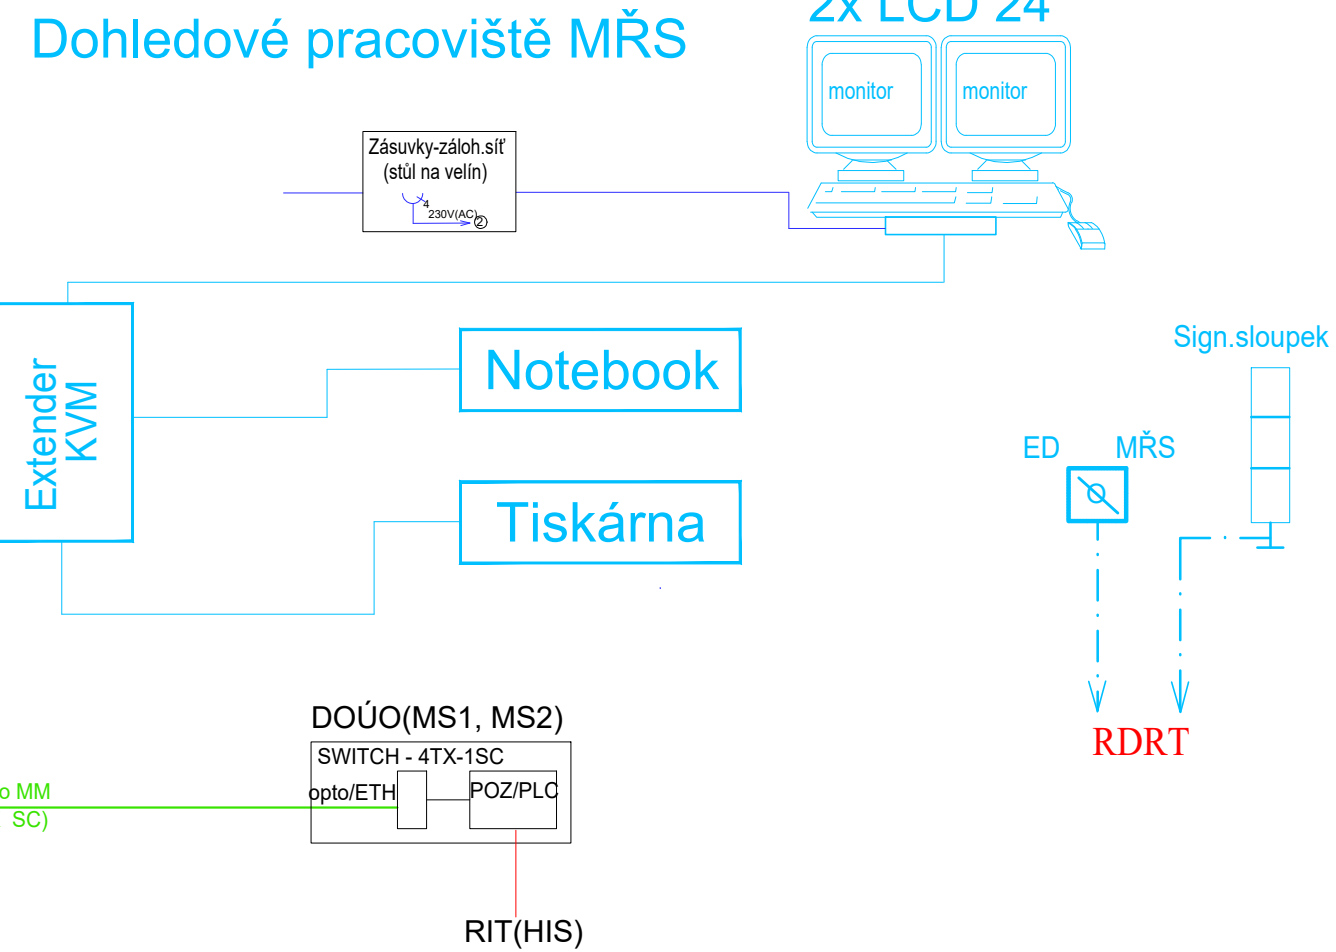 Dohledové pracoviště MŘS
2x LCD 24
monitor
monitor
Zásuvky-záloh.síť
(stůl na velín)
4
230V(AC)
2
Extender
KVM
Notebook
Tiskárna
Sign.sloupek
ED
MŘS
RDRT
DOÚO(MS1, MS2)
SWITCH - 4TX-1SC
opto/ETH
POZ/PLC
o MM
SC)
RIT(HIS)